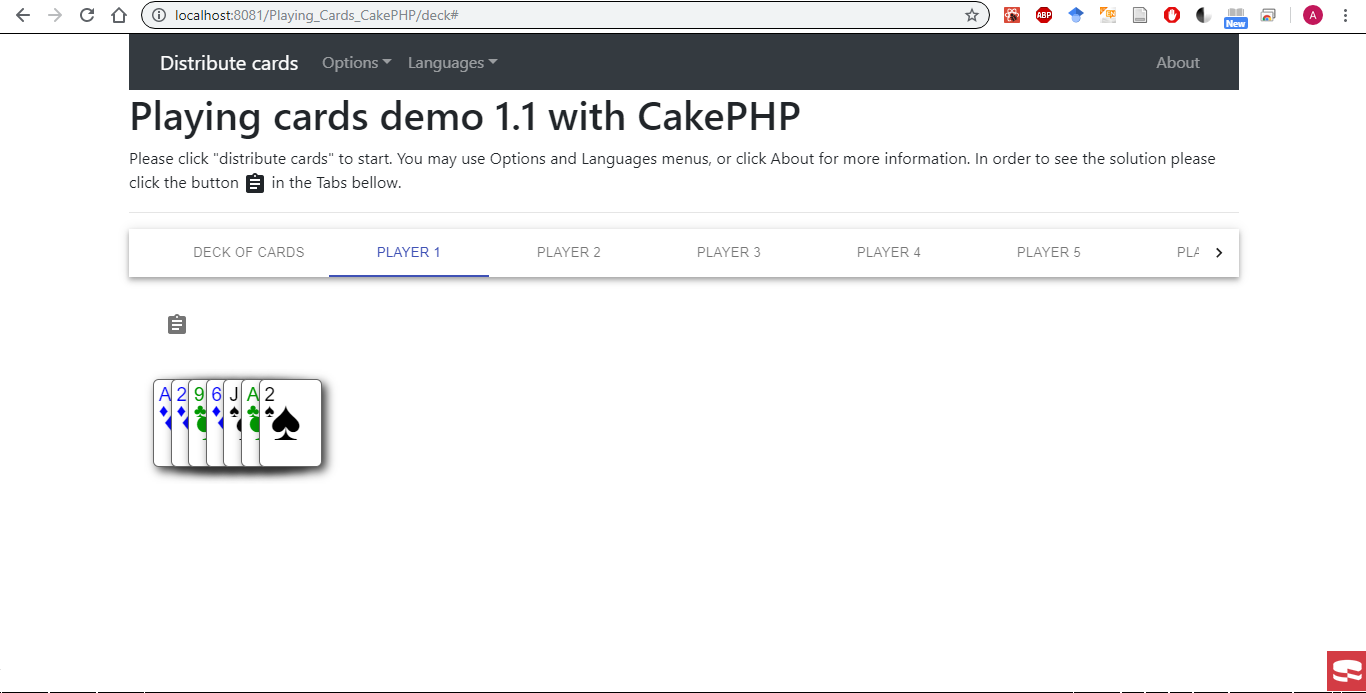 localhost:8081/Playing_Cards_CakePHP/deck#
ABP
EN
New
A
Distribute cards Options Languages About
Playing cards demo 1.1 with CakePHP
Please click "distribute cards" to start. You may use Options and Languages menus, or click About for more information. In order to see the solution please
click the button in the Tabs bellow.
DECK OF CARDS PLAYER 1 PLAYER 2 PLAYER 3 PLAYER 4 PLAYER 5 PLA
A 2 9 6 J A 2